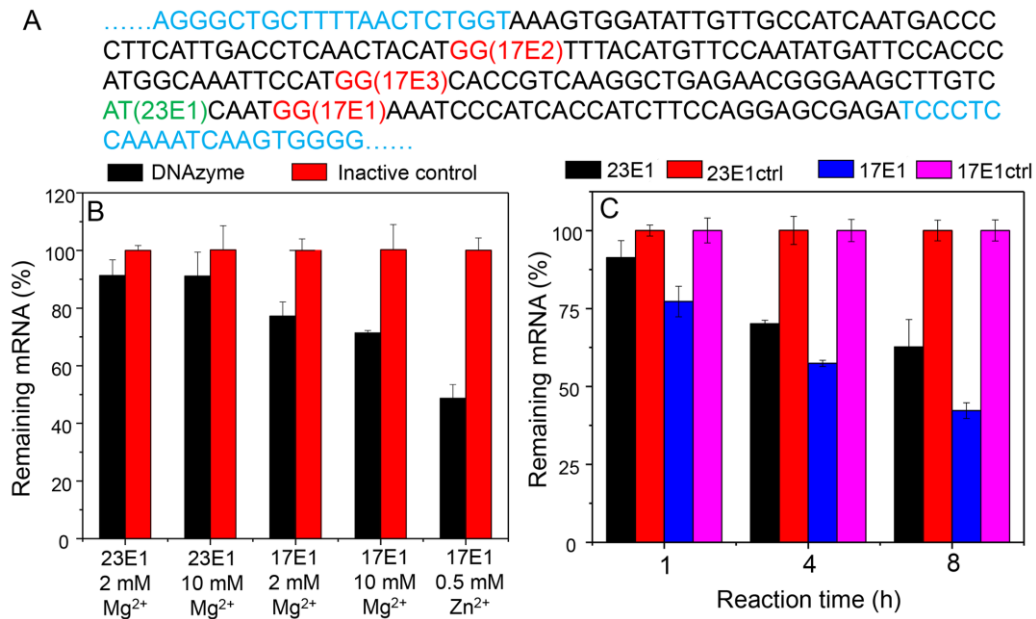 A
......AGGGCTGCTTTTAACTCTGGTAAAGTGGATATTGTTGCCATCAATGACCC
CTTCATTGACCTCAACTACATGG(17E2)TTTACATGTTCCAATATGATTCCACCC
ATGGCAAATTCCATGG(17E3)CACCGTCAAGGCTGAGAACGGGAAGCTTGTC
AT(23E1)CAATGG(17E1)AAATCCCATCACCATCTTCCAGGAGCGAGATCCCTC
CAAAATCAAGTGGGG......
DNAzyme Inactive control
B
Remaining mRNA (%)
120
100
80
60
40
20
0
23E1 23E1 17E1 17E1 17E1
2 mM 10 mM 2 mM 10 mM 0.5 mM
Mg²⁺ Mg²⁺ Mg²⁺ Mg²⁺ Zn²⁺
23E1 23E1ctrl 17E1 17E1ctrl
C
Remaining mRNA (%)
100
75
50
25
0
1 4 8
Reaction time (h)